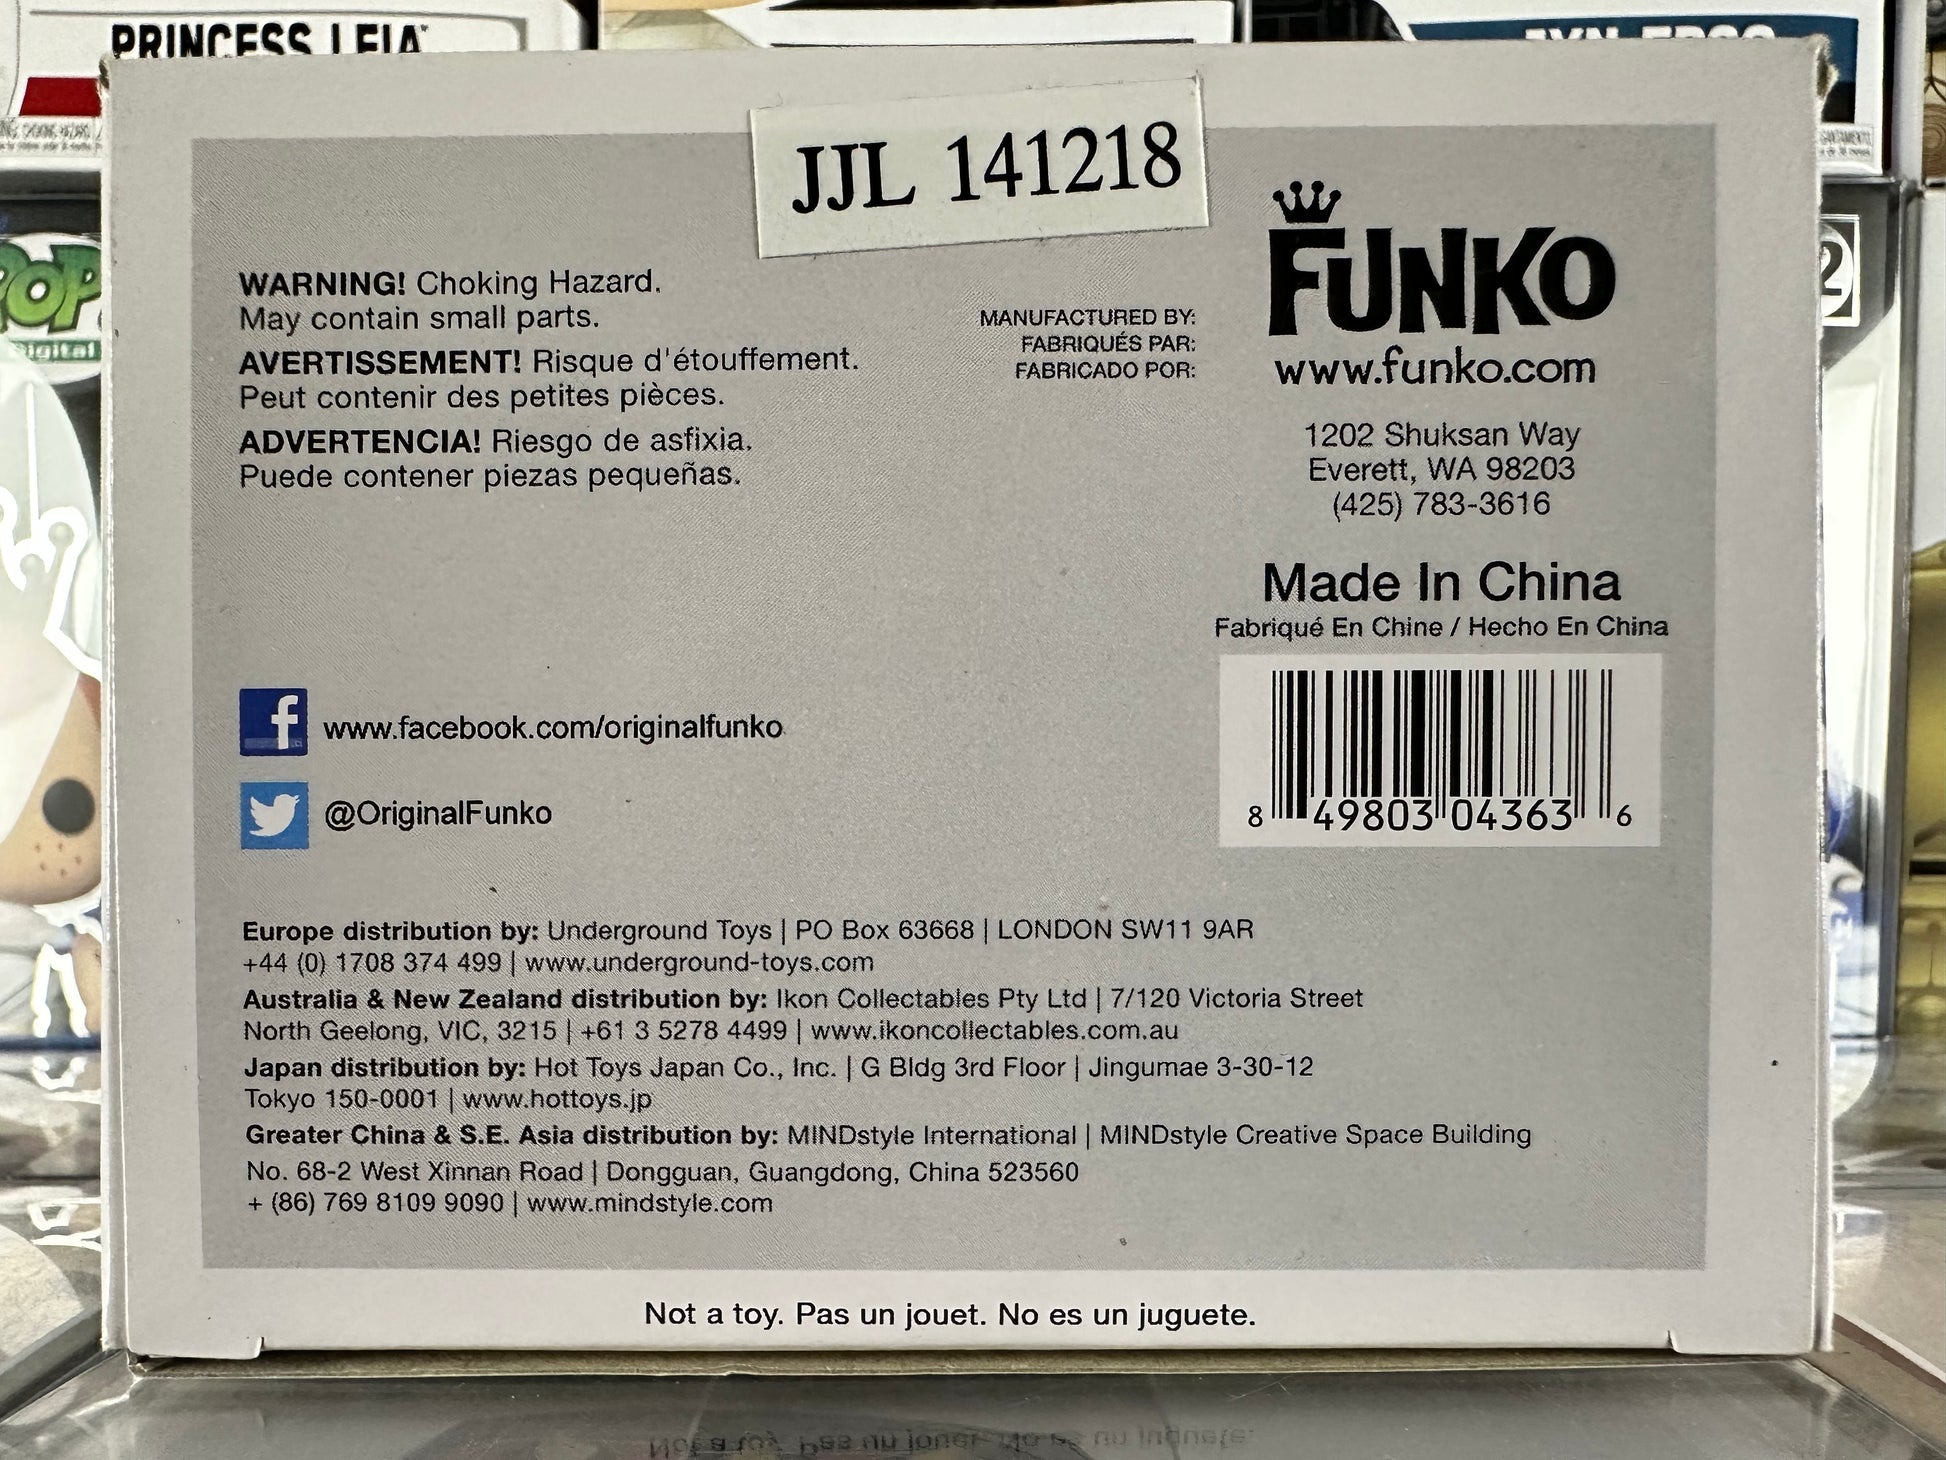 PRINCESS LEIA
JJL 141218
WARNING! Choking Hazard.
May contain small parts.
AVERTISSEMENT! Risque d'étouffement.
Peut contenir des petites pièces.
ADVERTENCIA! Riesgo de asfixia.
Puede contener piezas pequeñas.
MANUFACTURED BY:
FABRIQUÉS PAR:
FABRICADO POR:
FUNKO
www.funko.com
1202 Shuksan Way
Everett, WA 98203
(425) 783-3616
Made In China
Fabriqué En Chine / Hecho En China
8 49803 04363 6
f www.facebook.com/originalfunko
@OriginalFunko
Europe distribution by: Underground Toys | PO Box 63668 | LONDON SW11 9AR
+44 (0) 1708 374 499 | www.underground-toys.com
Australia & New Zealand distribution by: Ikon Collectables Pty Ltd | 7/120 Victoria Street
North Geelong, VIC, 3215 | +61 3 5278 4499 | www.ikoncollectables.com.au
Japan distribution by: Hot Toys Japan Co., Inc. | G Bldg 3rd Floor | Jingumae 3-30-12
Tokyo 150-0001 | www.hottoys.jp
Greater China & S.E. Asia distribution by: MINDstyle International | MINDstyle Creative Space Building
No. 68-2 West Xinnan Road | Dongguan, Guangdong, China 523560
+ (86) 769 8109 9090 | www.mindstyle.com
Not a toy. Pas un jouet. No es un juguete.
POP
Digital
2